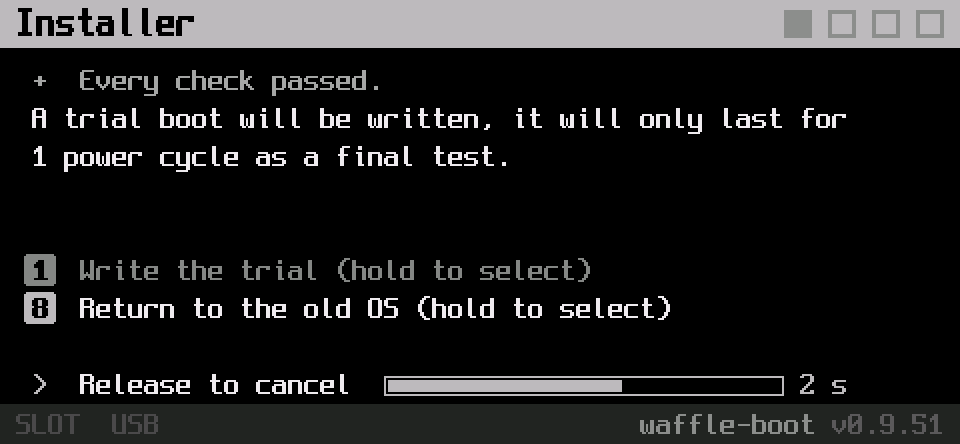 Installer
+ Every check passed.
A trial boot will be written, it will only last for
1 power cycle as a final test.
1 Write the trial (hold to select)
8 Return to the old OS (hold to select)
> Release to cancel 2 s
SLOT USB waffle-boot v0.9.51